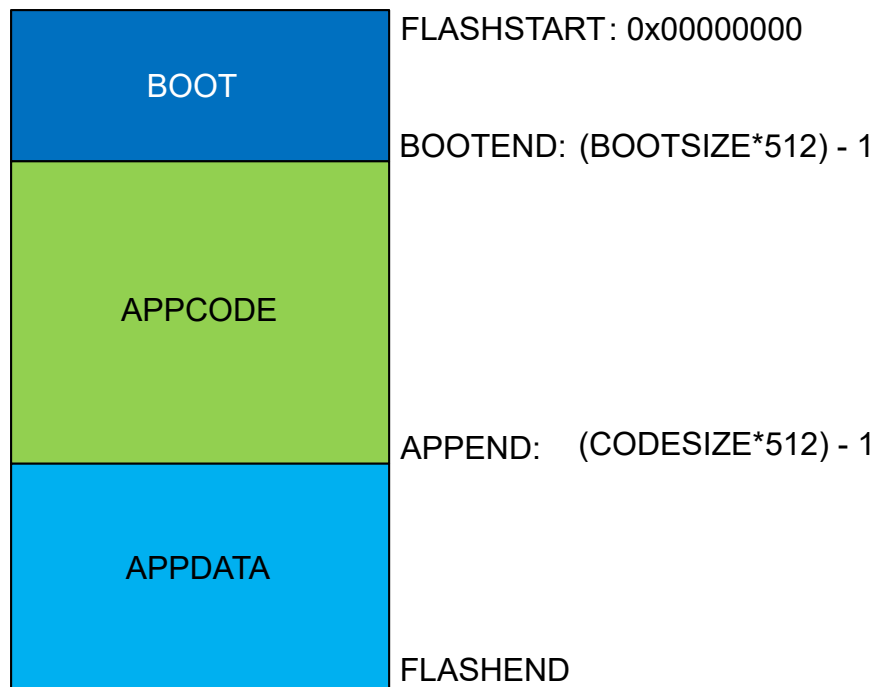 FLASHSTART: 0x00000000
BOOT
BOOTEND: (BOOTSIZE*512) - 1
APPCODE
APPEND: (CODESIZE*512) - 1
APPDATA
FLASHEND